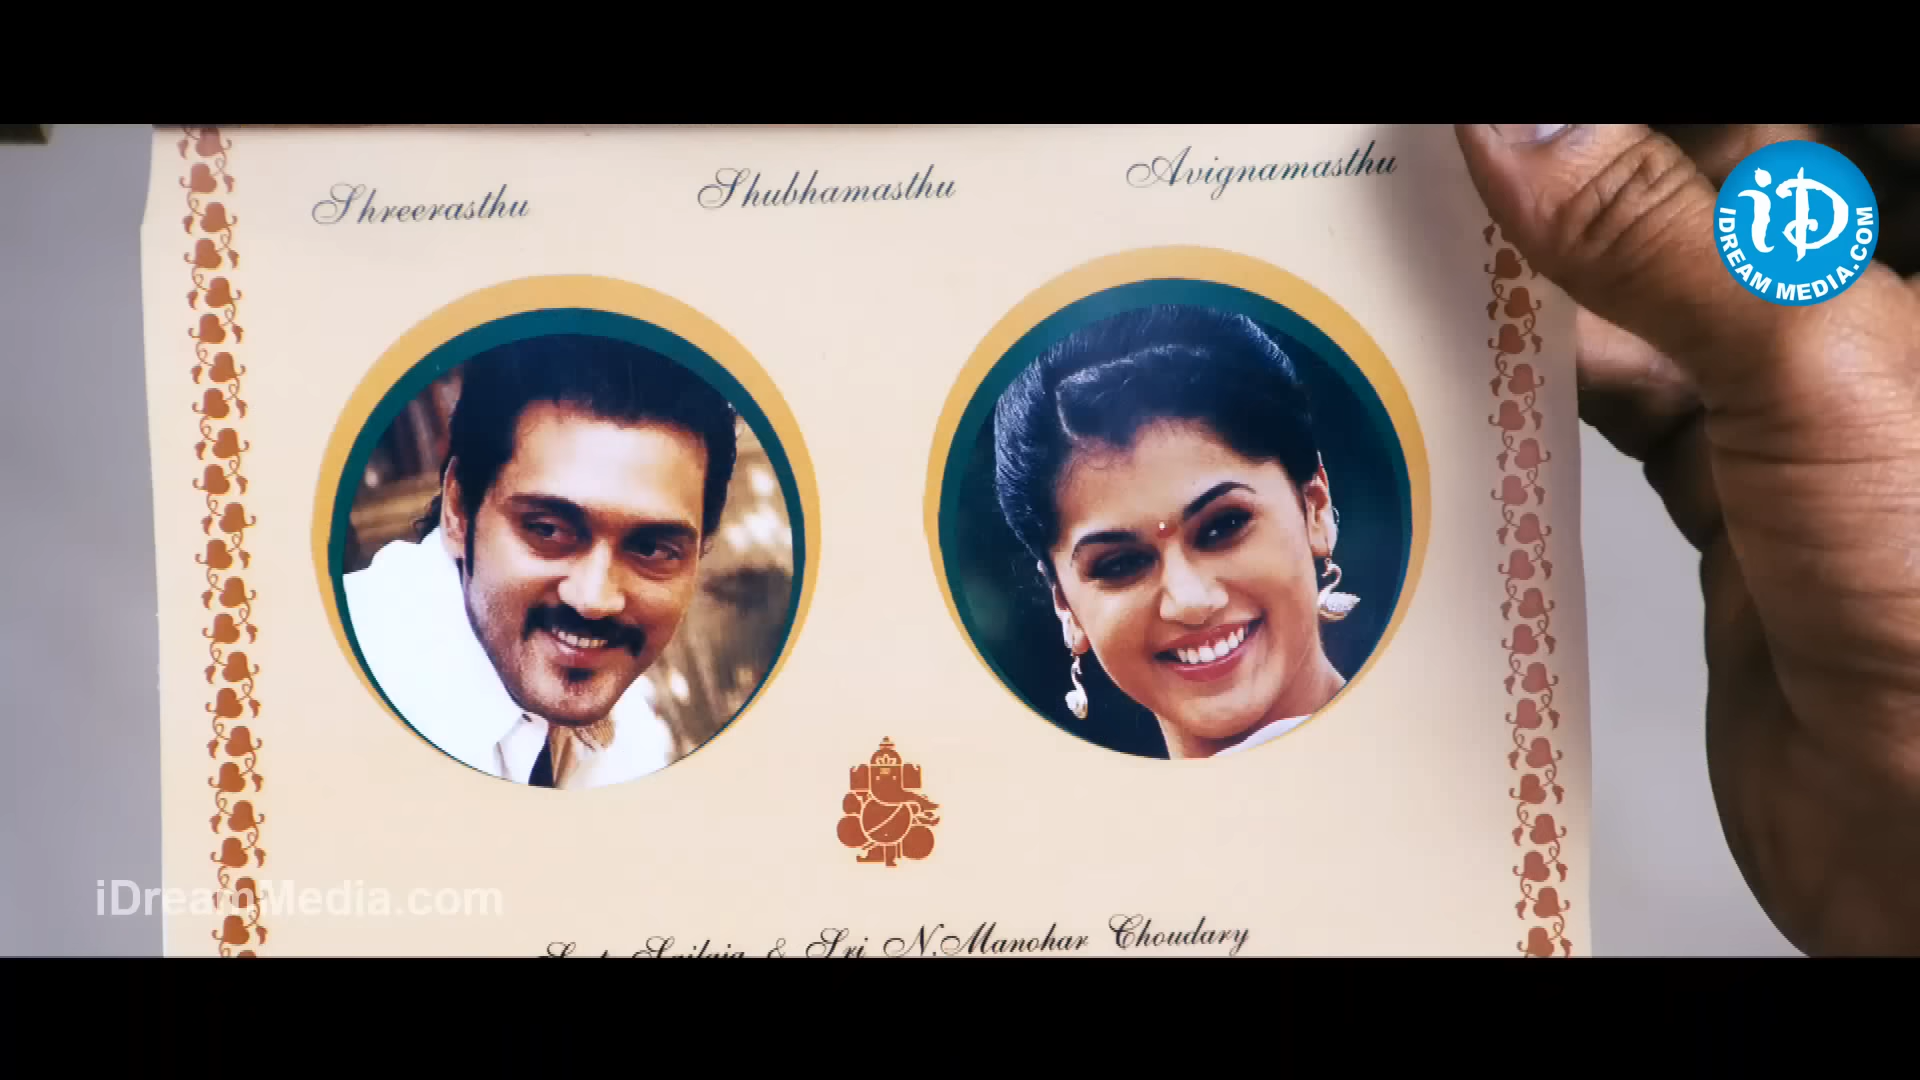 Shreerasthu Shubhamasthu Avignamasthu
iD
IDREAM MEDIA.COM
iDreamMedia.com
& Sri N.Manohar Choudary